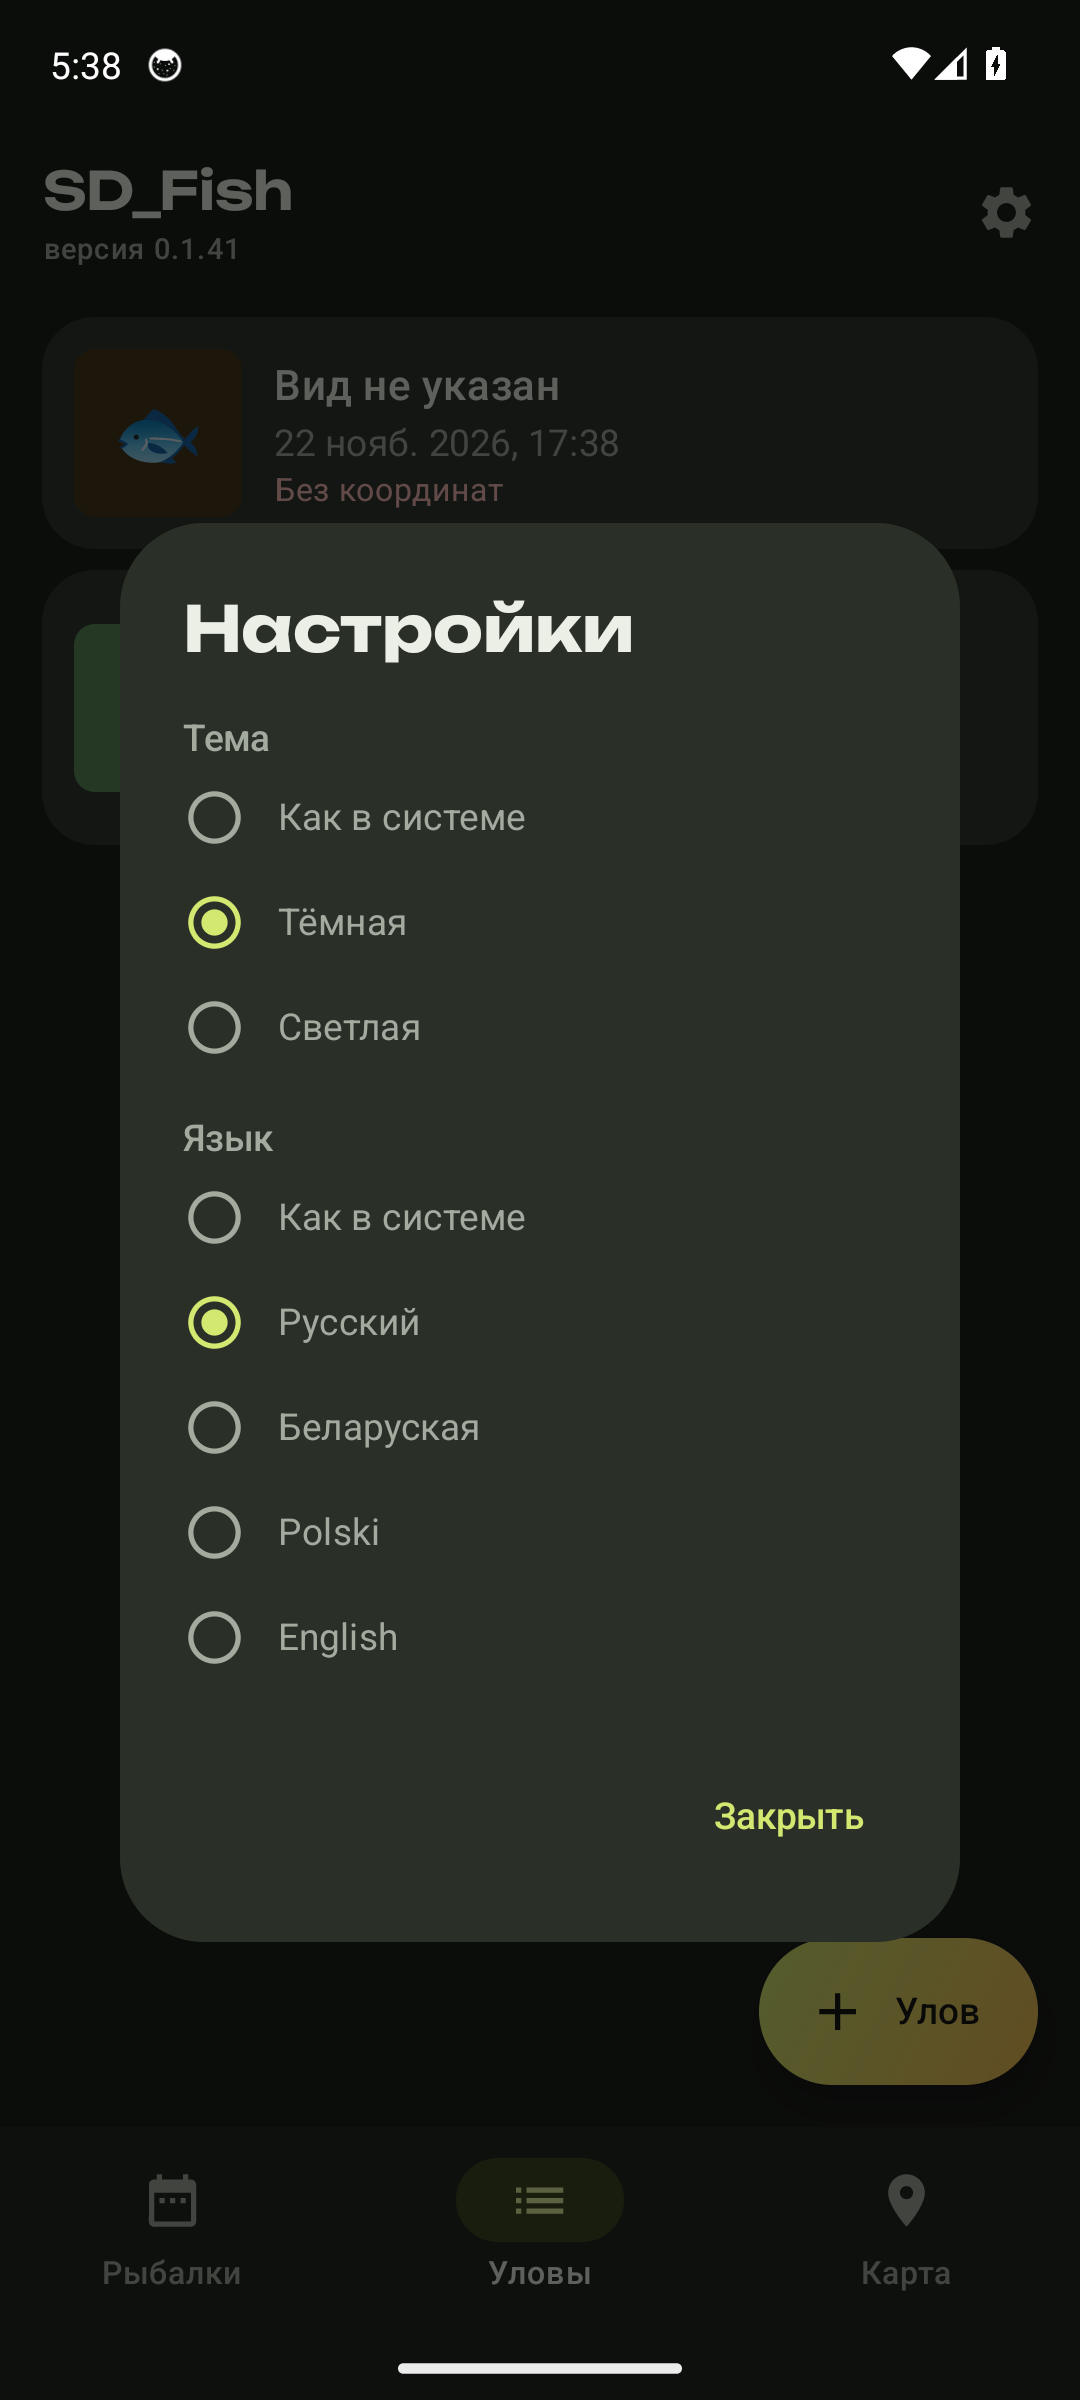 5:38
SD_Fish
версия 0.1.41
Вид не указан
22 нояб. 2026, 17:38
Без координат
Настройки
Тема
Как в системе
Тёмная
Светлая
Язык
Как в системе
Русский
Беларуская
Polski
English
Закрыть
Улов
Рыбалки
Уловы
Карта